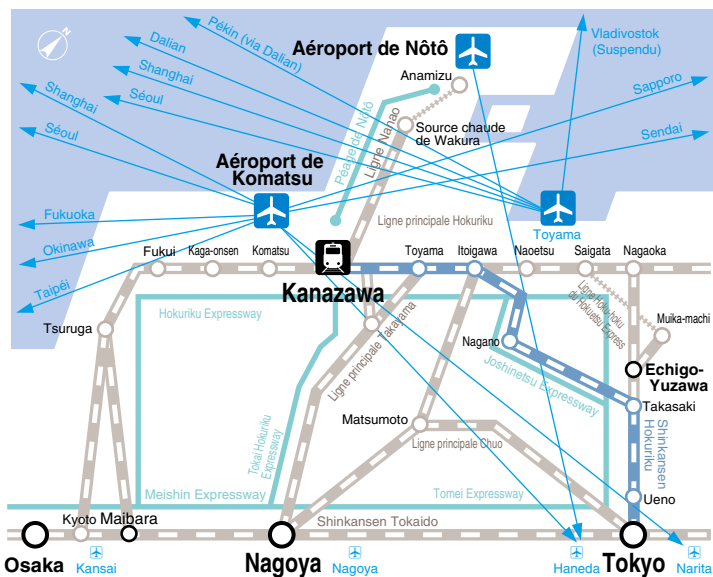 N
Pékin (via Dalian)
Dalian
Shanghai
Séoul
Shanghai
Séoul
Aéroport de Nôtô
Anamizu
Vladivostok
(Suspendu)
Sapporo
Sendai
Péage de Nôtô
Ligne Nanao
Source chaude
de Wakura
Aéroport de
Komatsu
Toyama
Ligne principale Hokuriku
Fukuoka
Okinawa
Taipéi
Fukui
Kaga-onsen
Komatsu
Kanazawa
Toyama
Itoigawa
Naoetsu
Saigata
Nagaoka
Ligne Hoku-hoku
du Hokuetsu Express
Muika-machi
Hokuriku Expressway
Tsuruga
Ligne principale Takayama
Nagano
Joshinetsu Expressway
Echigo-
Yuzawa
Takasaki
Matsumoto
Ligne principale Chuo
Tokai Hokuriku
Expressway
Shinkansen
Hokuriku
Meishin Expressway
Tomei Expressway
Ueno
Kyoto
Maibara
Shinkansen Tokaido
Osaka
Kansai
Nagoya
Nagoya
Haneda
Tokyo
Narita